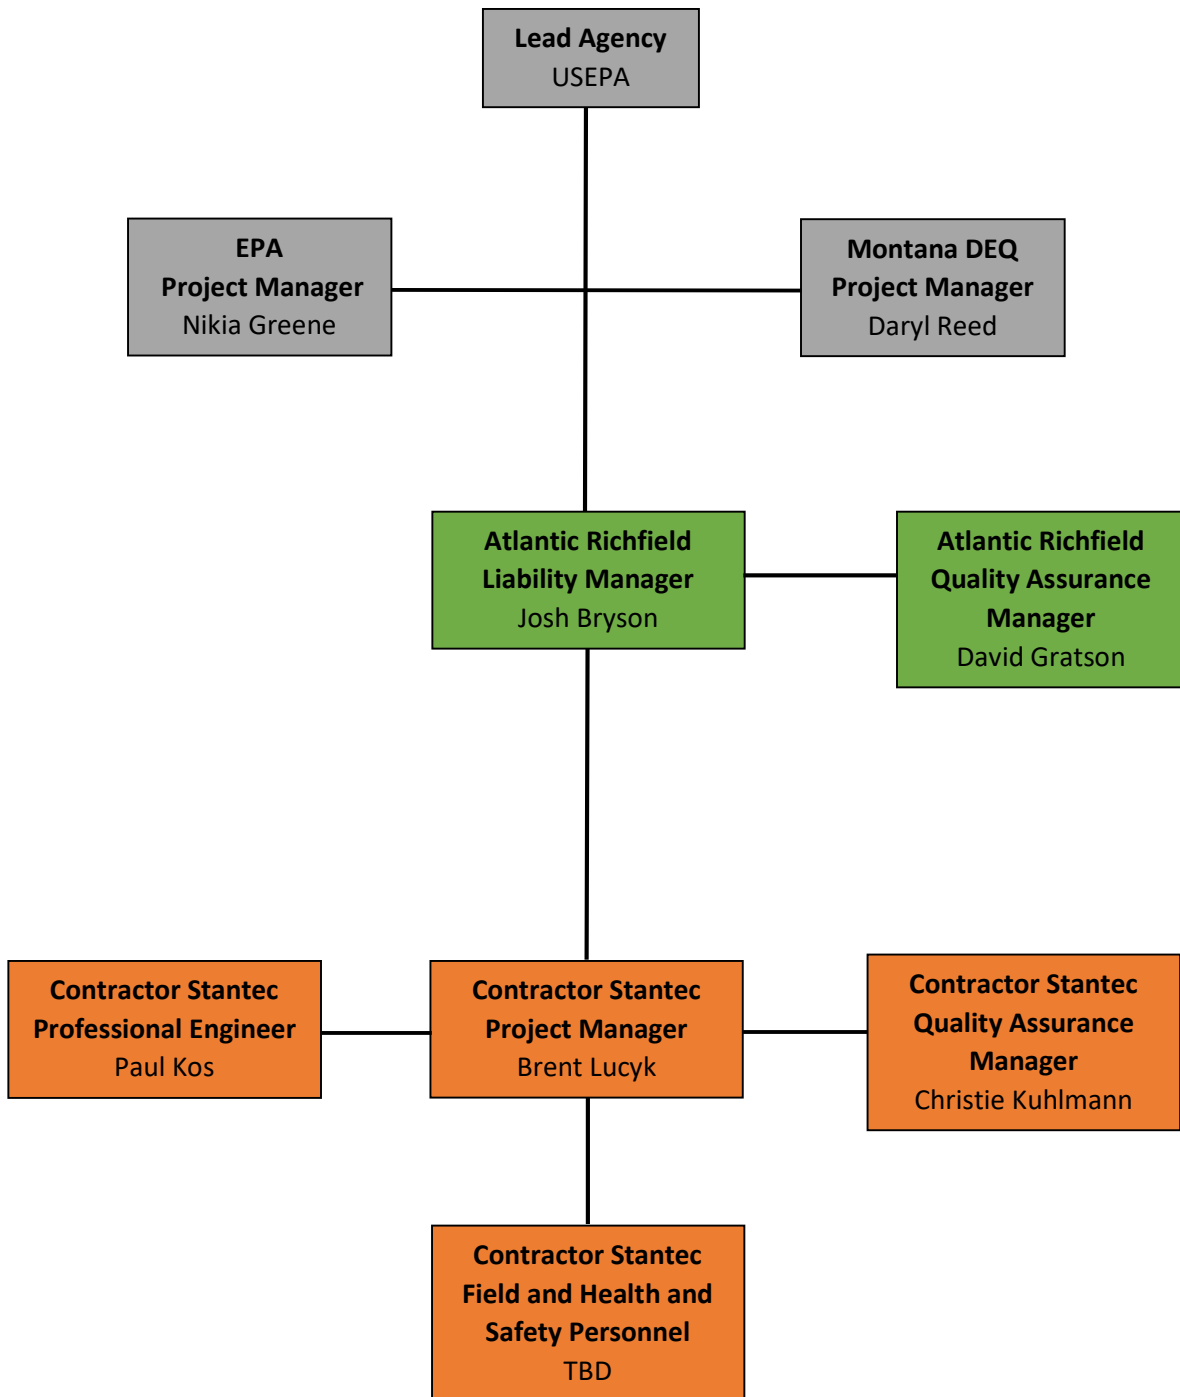 Lead Agency
USEPA
EPA
Project Manager
Nikia Greene
Montana DEQ
Project Manager
Daryl Reed
Atlantic Richfield
Liability Manager
Josh Bryson
Atlantic Richfield
Quality Assurance
Manager
David Gratson
Contractor Stantec
Professional Engineer
Paul Kos
Contractor Stantec
Project Manager
Brent Lucyk
Contractor Stantec
Quality Assurance
Manager
Christie Kuhlmann
Contractor Stantec
Field and Health and
Safety Personnel
TBD